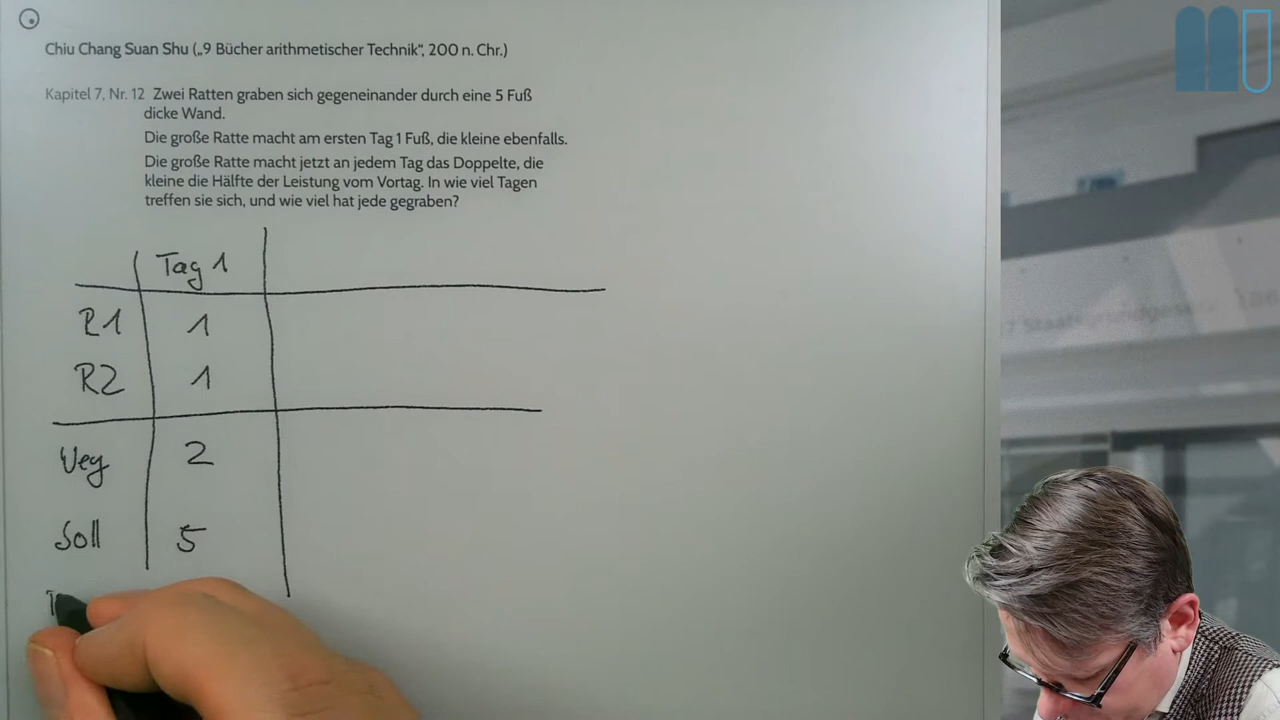 Chiu Chang Suan Shu („9 Bücher arithmetischer Technik“, 200 n. Chr.)
Kapitel 7, Nr. 12 Zwei Ratten graben sich gegeneinander durch eine 5 Fuß
dicke Wand.
Die große Ratte macht am ersten Tag 1 Fuß, die kleine ebenfalls.
Die große Ratte macht jetzt an jedem Tag das Doppelte, die
kleine die Hälfte der Leistung vom Vortag. In wie viel Tagen
treffen sie sich, und wie viel hat jede gegraben?
Tag 1
R1 1
R2 1
Weg 2
Soll 5